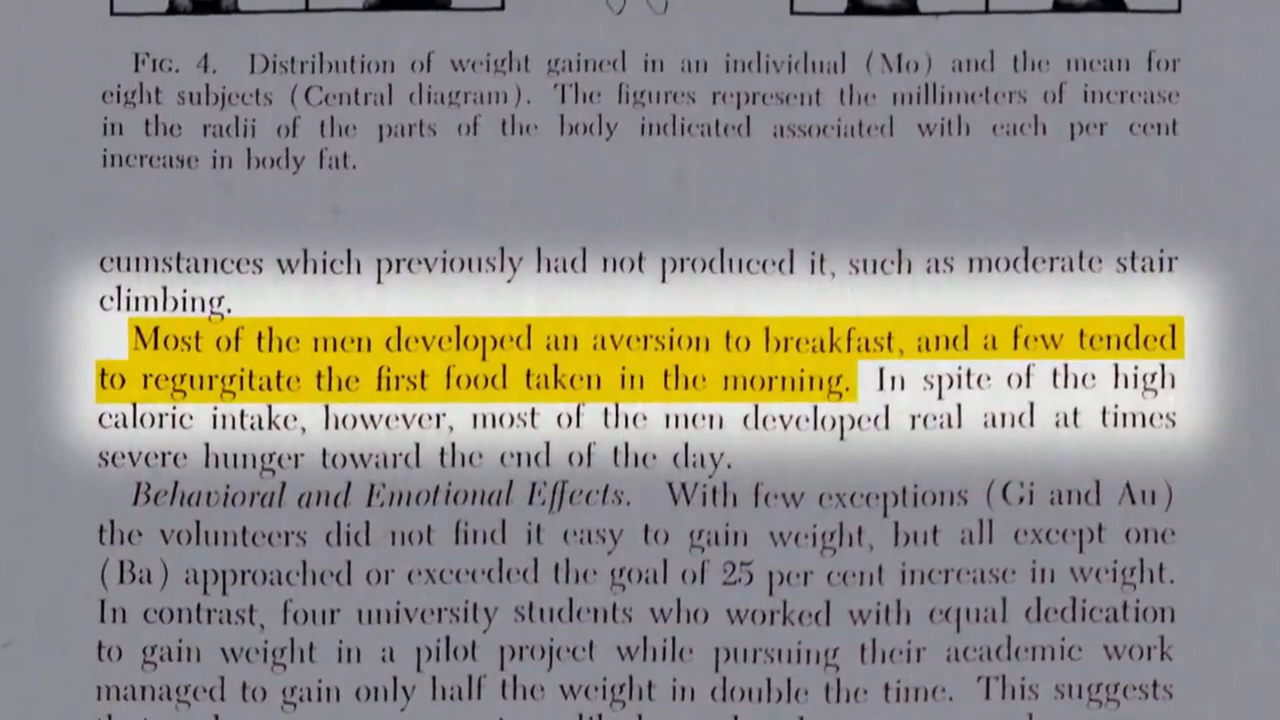 FIG. 4. Distribution of weight gained in an individual (Mo) and the mean for
eight subjects (Central diagram). The figures represent the millimeters of increase
in the radii of the parts of the body indicated associated with each per cent
increase in body fat.
cumstances which previously had not produced it, such as moderate stair
climbing.
Most of the men developed an aversion to breakfast, and a few tended
to regurgitate the first food taken in the morning. In spite of the high
caloric intake, however, most of the men developed real and at times
severe hunger toward the end of the day.
Behavioral and Emotional Effects. With few exceptions (Gi and Au)
the volunteers did not find it easy to gain weight, but all except one
(Ba) approached or exceeded the goal of 25 per cent increase in weight.
In contrast, four university students who worked with equal dedication
to gain weight in a pilot project while pursuing their academic work
managed to gain only half the weight in double the time. This suggests